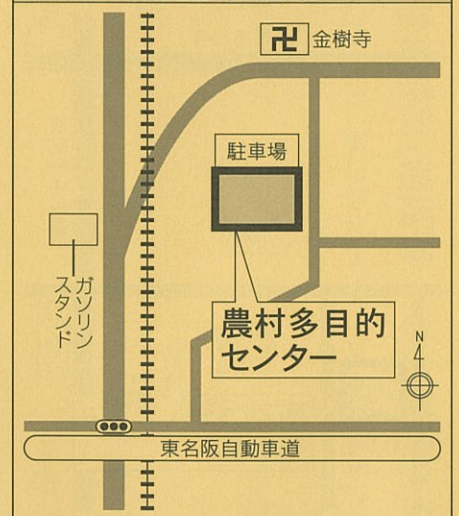 卍 金樹寺
駐車場
ガソリン
スタンド
農村多目的
センター
N
東名阪自動車道